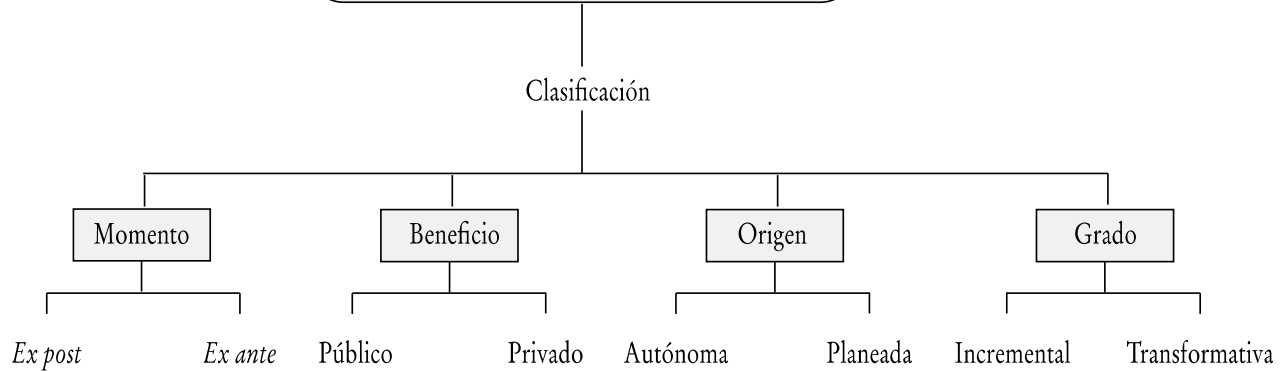 Clasificación
Momento Beneficio Origen Grado
Ex post Ex ante Público Privado Autónoma Planeada Incremental Transformativa